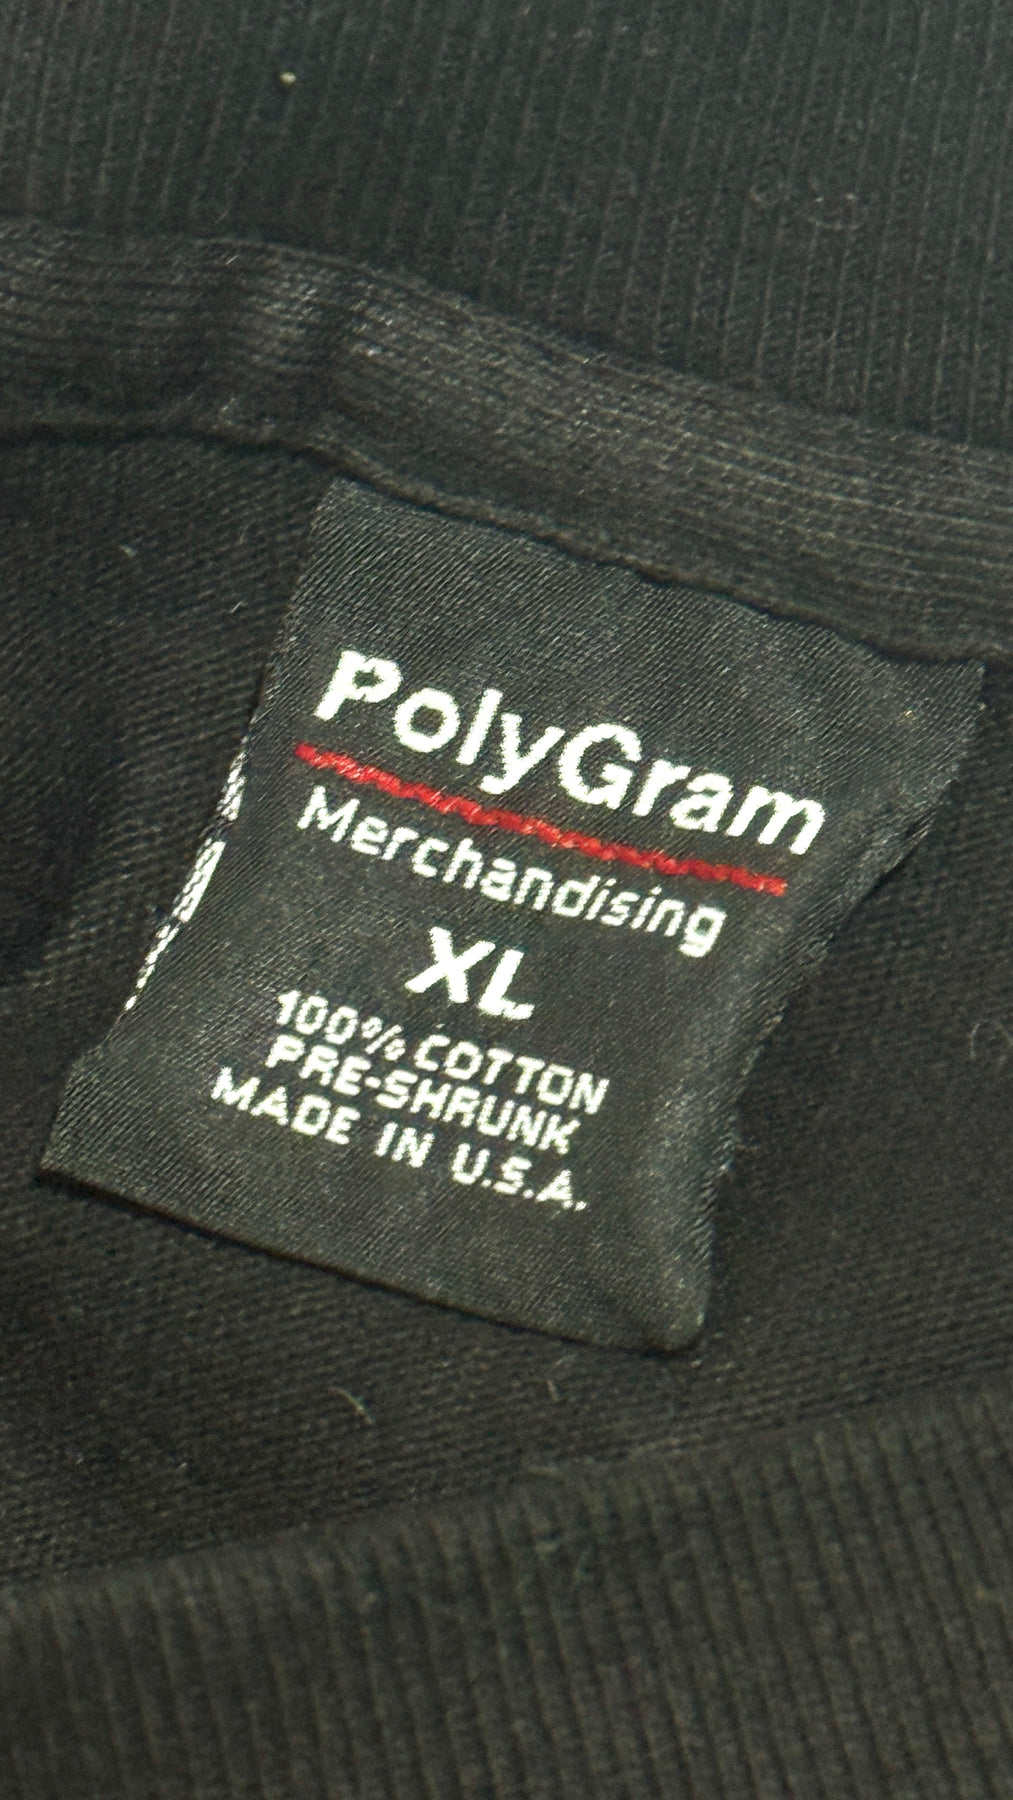 PolyGram
Merchandising
XL
100% COTTON
PRE-SHRUNK
MADE IN U.S.A.